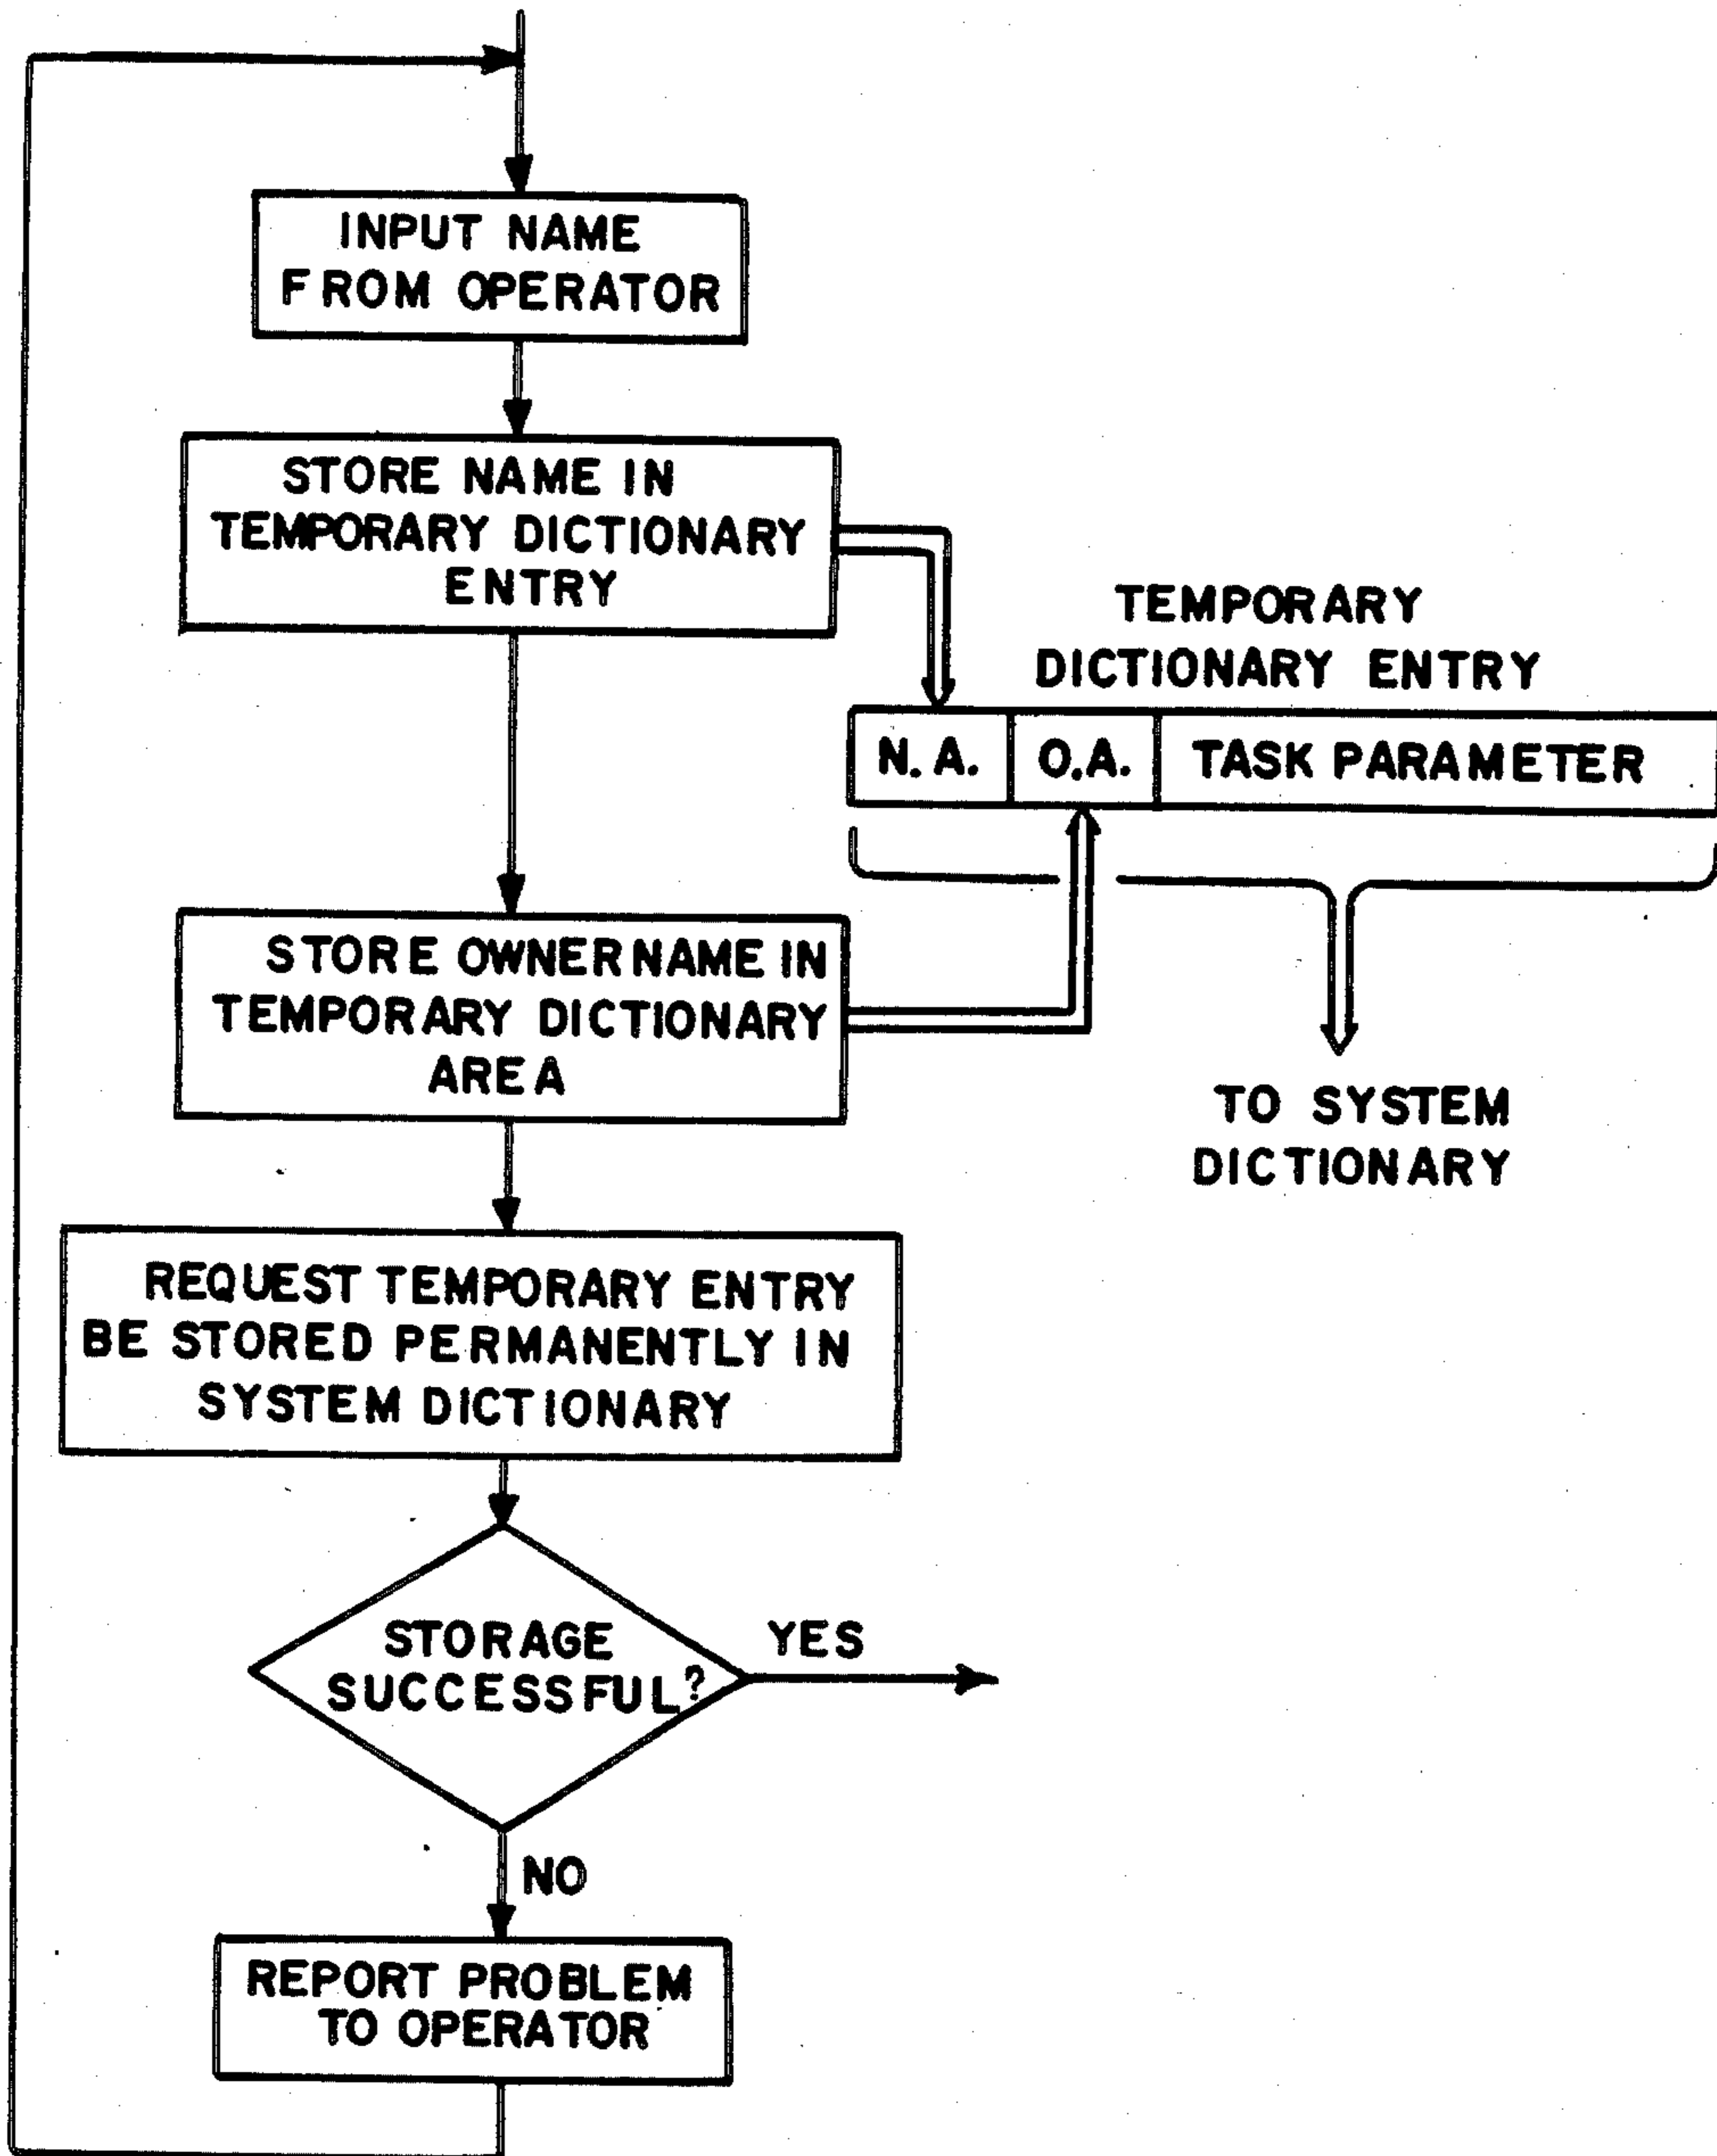 INPUT NAME
FROM OPERATOR
STORE NAME IN
TEMPORARY DICTIONARY
ENTRY
TEMPORARY
DICTIONARY ENTRY
N. A. O.A. TASK PARAMETER
STORE OWNER NAME IN
TEMPORARY DICTIONARY
AREA
TO SYSTEM
DICTIONARY
REQUEST TEMPORARY ENTRY
BE STORED PERMANENTLY IN
SYSTEM DICTIONARY
STORAGE
SUCCESSFUL?
YES
NO
REPORT PROBLEM
TO OPERATOR